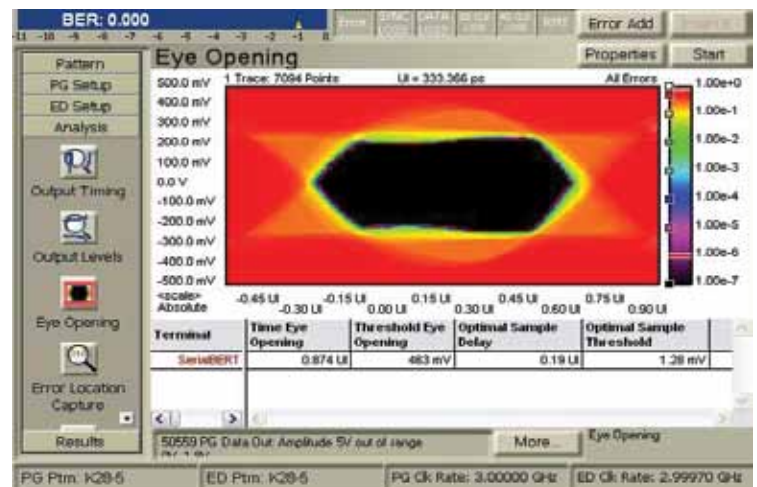 BER: 0.000
-11 -10 -9 -8 -7 -6 -5 -4 -3 -2 -1 0
Error
SYNC LOSS
DATA LOSS
Error Add
Eye Opening
Properties
Start
Pattern
PG Setup
ED Setup
Analysis
Output Timing
Output Levels
Eye Opening
Error Location Capture
Results
1 Trace: 7094 Points
UI = 333.366 ps
All Errors
500.0 mV
400.0 mV
300.0 mV
200.0 mV
100.0 mV
0.0 V
-100.0 mV
-200.0 mV
-300.0 mV
-400.0 mV
-500.0 mV
1.00e+0
1.00e-1
1.00e-2
1.00e-3
1.00e-4
1.00e-5
1.00e-6
1.00e-7
<scale>
Absolute
-0.45 UI -0.15 UI 0.15 UI 0.45 UI 0.75 UI
-0.30 UI 0.00 UI 0.30 UI 0.60 UI 0.90 UI
Terminal
Time Eye Opening
Threshold Eye Opening
Optimal Sample Delay
Optimal Sample Threshold
SerialBERT 0.874 UI 463 mV 0.19 UI 1.28 mV
50559 PG Data Out: Amplitude 5V out of range
More...
Eye Opening
PG Ptrn: K28-5
ED Ptrn: K28-5
PG Clk Rate: 3.00000 GHz
ED Clk Rate: 2.99970 GHz